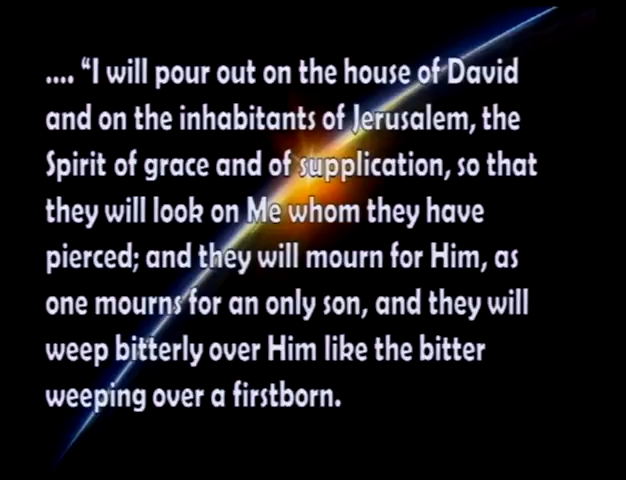 .... “I will pour out on the house of David
and on the inhabitants of Jerusalem, the
Spirit of grace and of supplication, so that
they will look on Me whom they have
pierced; and they will mourn for Him, as
one mourns for an only son, and they will
weep bitterly over Him like the bitter
weeping over a firstborn.